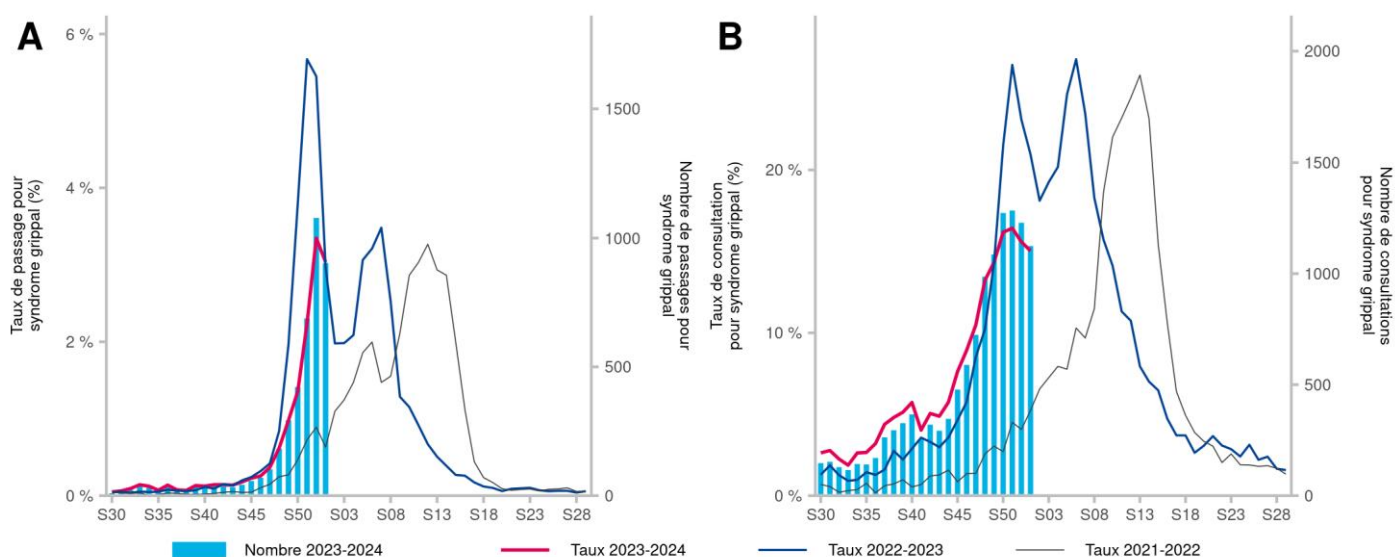 A
6 %
4 %
2 %
0 %
Taux de passage pour
syndrome grippal (%)
1500
1000
500
0
Nombre de passages pour
syndrome grippal
S30 S35 S40 S45 S50 S03 S08 S13 S18 S23 S28
B
20 %
10 %
0 %
Taux de consultation
pour syndrome grippal (%)
2000
1500
1000
500
0
Nombre de consultations
pour syndrome grippal
S30 S35 S40 S45 S50 S03 S08 S13 S18 S23 S28
Nombre 2023-2024 Taux 2023-2024 Taux 2022-2023 Taux 2021-2022